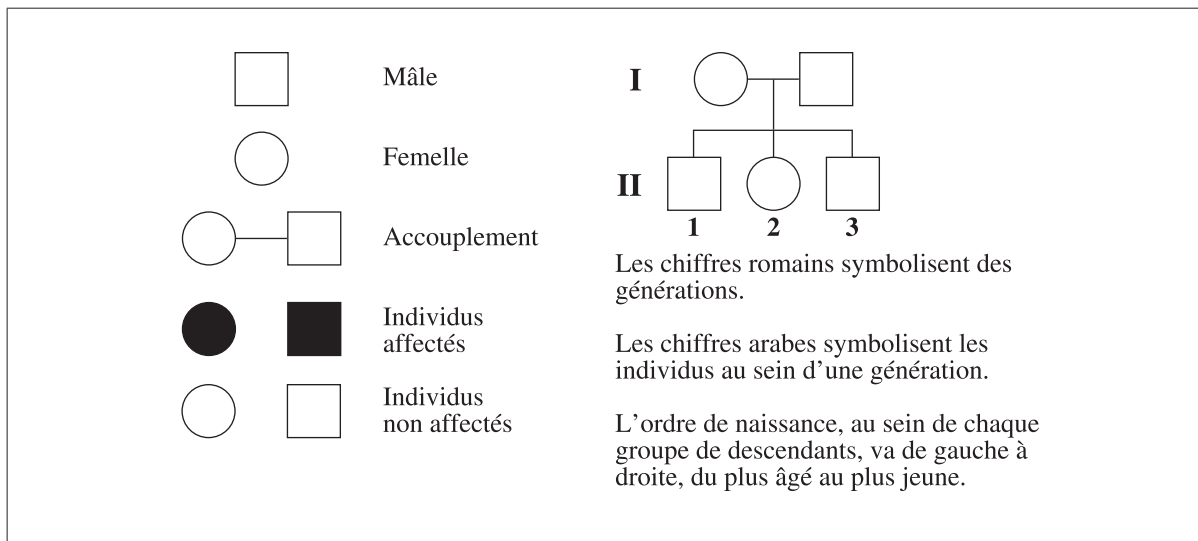 Mâle
Femelle
Accouplement
Individus
affectés
Individus
non affectés
I
II
1 2 3
Les chiffres romains symbolisent des
générations.
Les chiffres arabes symbolisent les
individus au sein d’une génération.
L’ordre de naissance, au sein de chaque
groupe de descendants, va de gauche à
droite, du plus âgé au plus jeune.